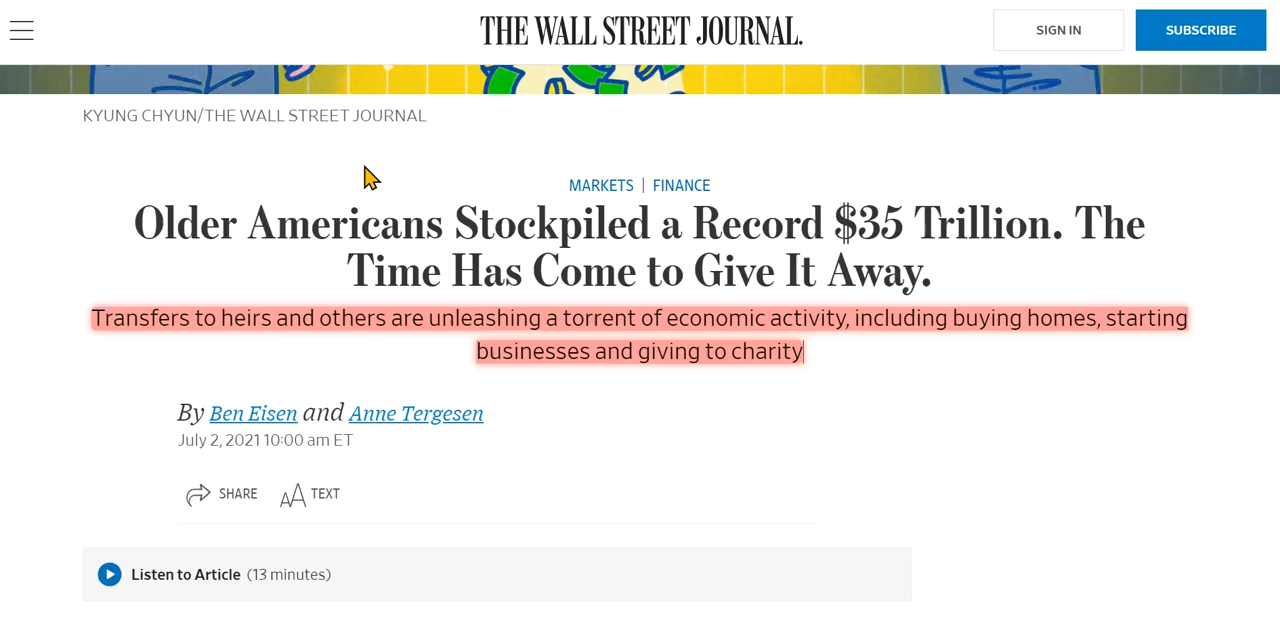 THE WALL STREET JOURNAL.
SIGN IN
SUBSCRIBE
KYUNG CHYUN/THE WALL STREET JOURNAL
MARKETS | FINANCE
Older Americans Stockpiled a Record $35 Trillion. The
Time Has Come to Give It Away.
Transfers to heirs and others are unleashing a torrent of economic activity, including buying homes, starting
businesses and giving to charity
By Ben Eisen and Anne Tergesen
July 2, 2021 10:00 am ET
SHARE
AA TEXT
Listen to Article (13 minutes)